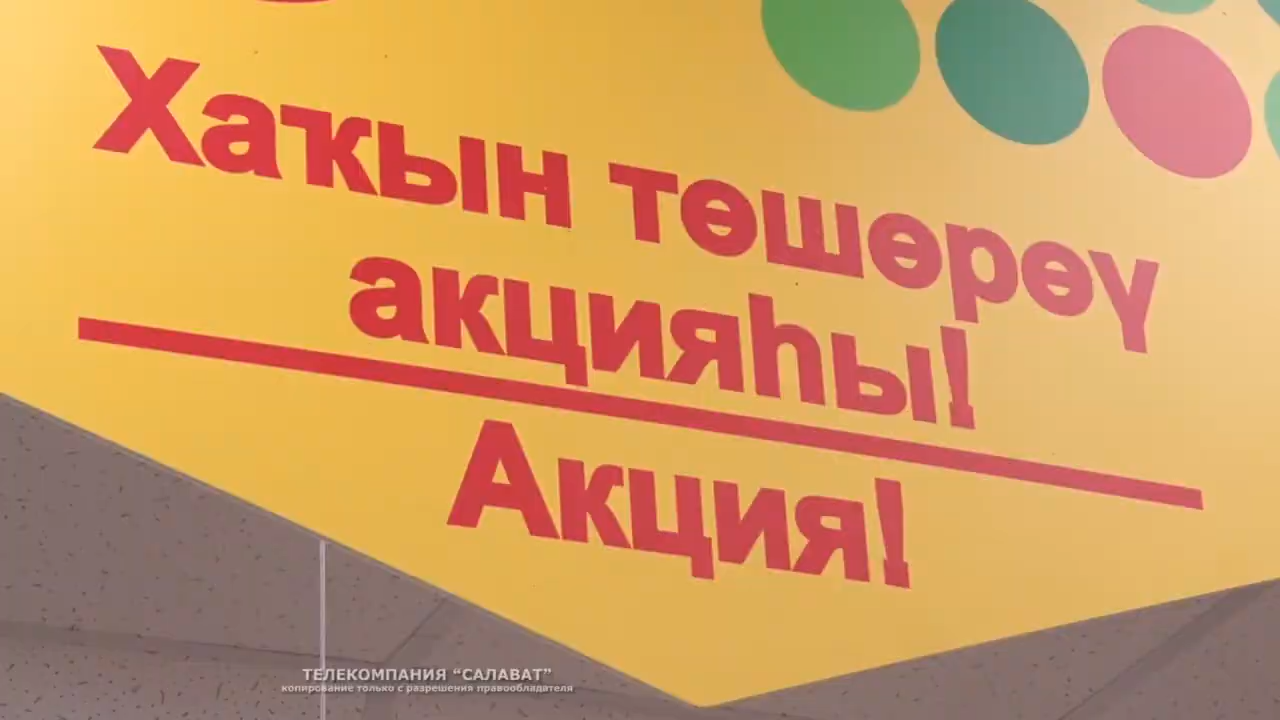 Хаҡын төшөрөү
акцияһы!
Акция!
ТЕЛЕКОМПАНИЯ “САЛАВАТ”
копирование только с разрешения правообладателя